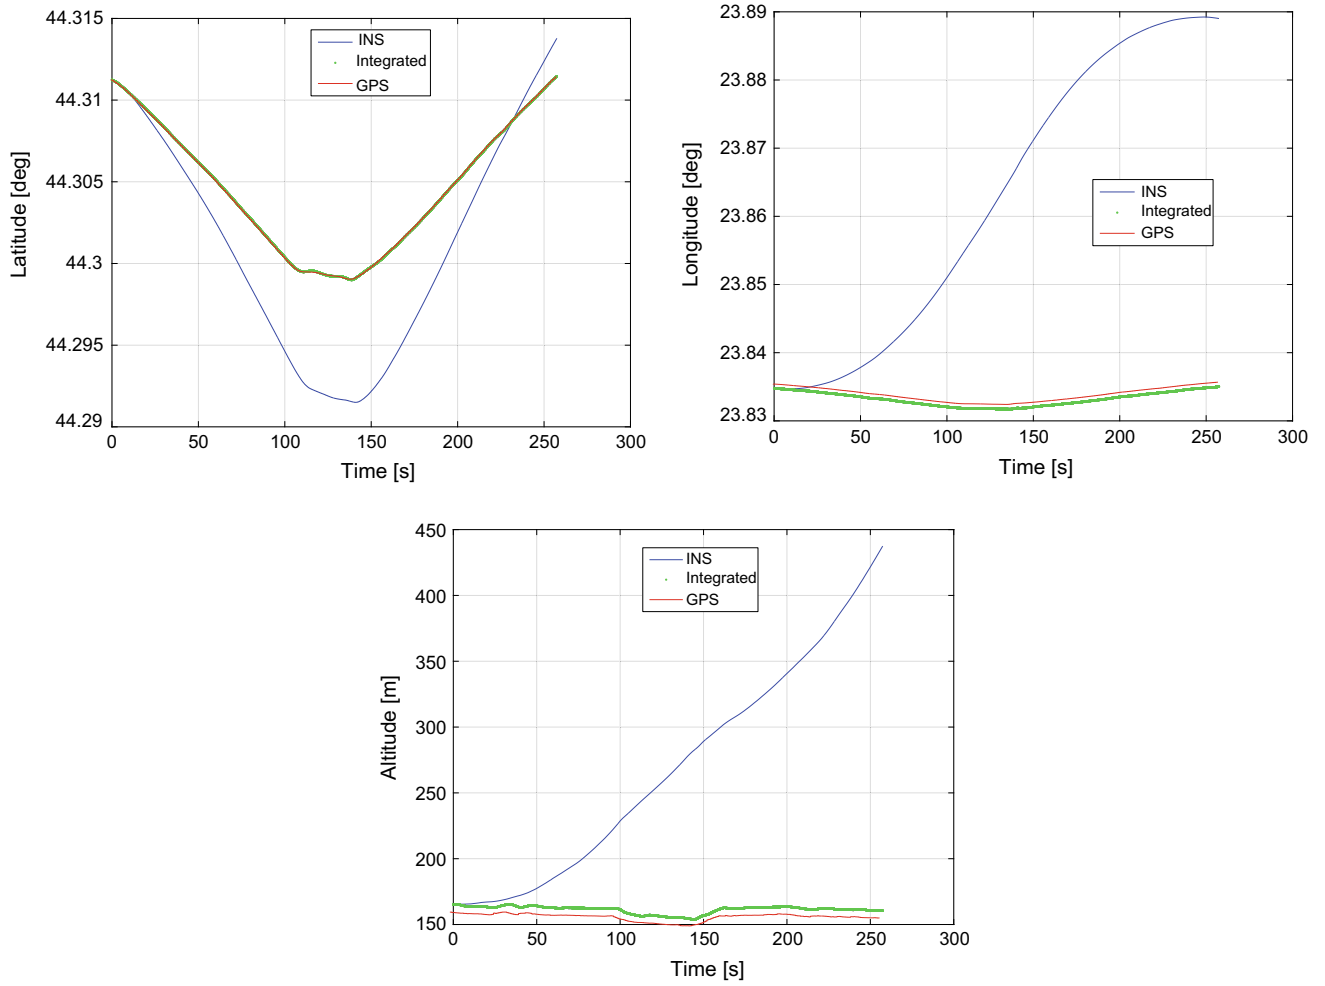 44.315
44.31
44.305
44.3
44.295
44.29
Latitude [deg]
INS
Integrated
GPS
0 50 100 150 200 250 300
Time [s]
23.89
23.88
23.87
23.86
23.85
23.84
23.83
Longitude [deg]
INS
Integrated
GPS
0 50 100 150 200 250 300
Time [s]
450
400
350
300
250
200
150
Altitude [m]
INS
Integrated
GPS
0 50 100 150 200 250 300
Time [s]